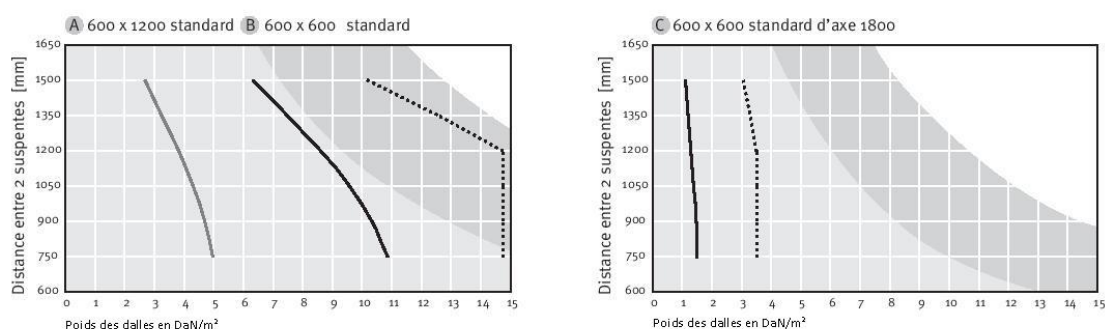 A 600 x 1200 standard B 600 x 600 standard
Distance entre 2 suspentes [mm]
1650
1500
1350
1200
1050
900
750
600
0 1 2 3 4 5 6 7 8 9 10 11 12 13 14 15
Poids des dalles en DaN/m²
C 600 x 600 standard d'axe 1800
Distance entre 2 suspentes [mm]
1650
1500
1350
1200
1050
900
750
600
0 1 2 3 4 5 6 7 8 9 10 11 12 13 14 15
Poids des dalles en DaN/m²